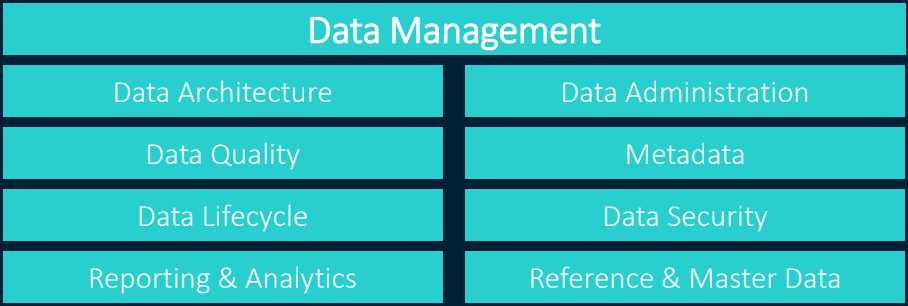 Data Management
Data Architecture
Data Administration
Data Quality
Metadata
Data Lifecycle
Data Security
Reporting & Analytics
Reference & Master Data